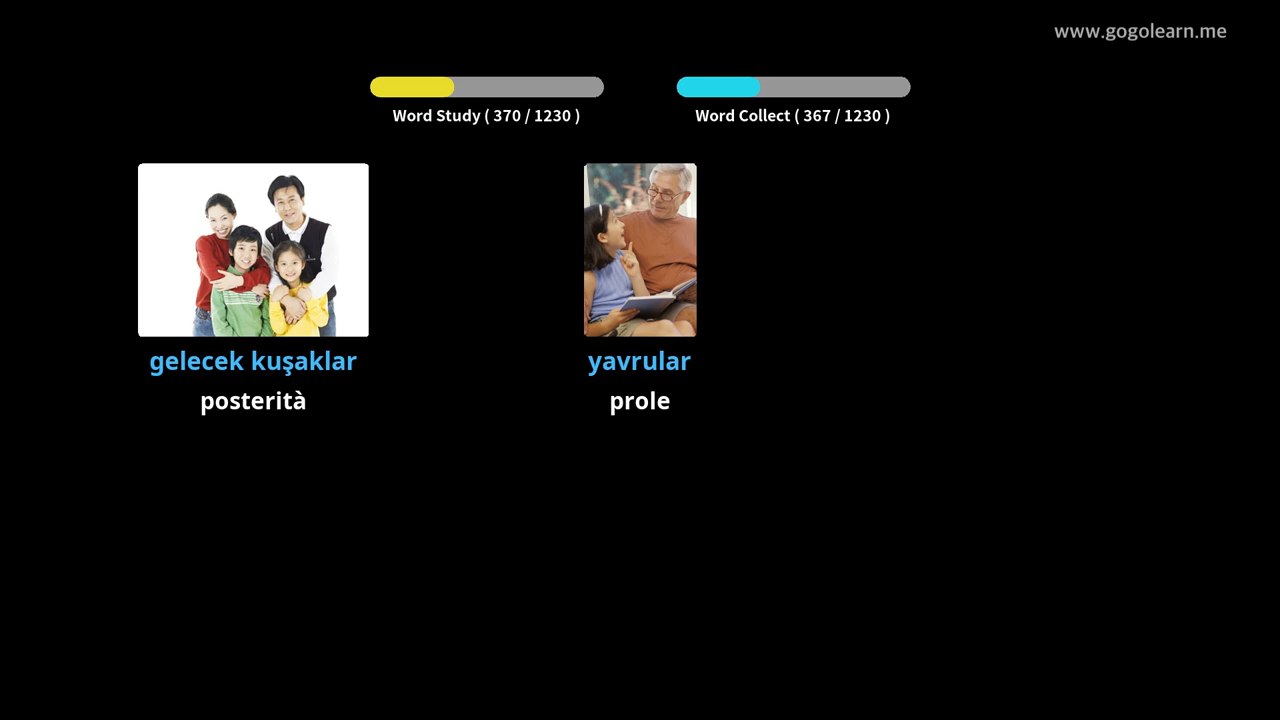 www.gogolearn.me
Word Study ( 370 / 1230 )
Word Collect ( 367 / 1230 )
gelecek kuşaklar
posterità
yavrular
prole